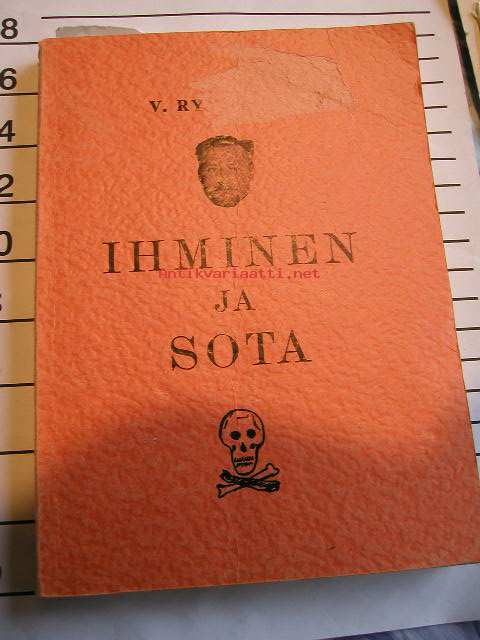 8
6
4
2
0
V. RY
IHMINEN
Antikvariaatti.net
JA
SOTA